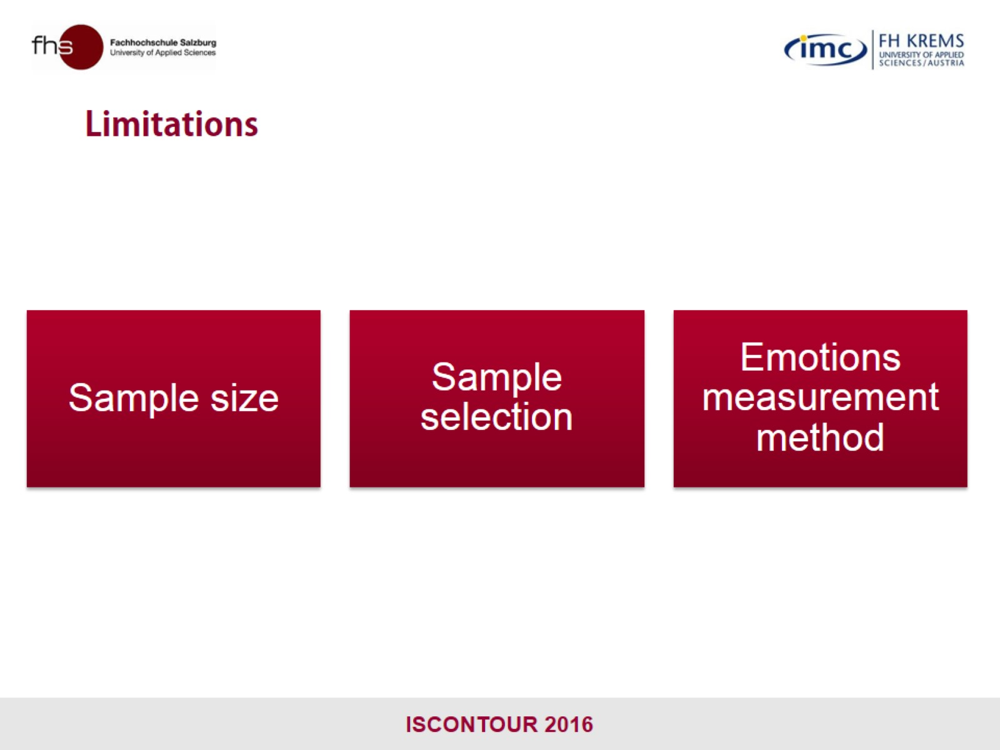 fhs
Fachhochschule Salzburg
University of Applied Sciences
imc
FH KREMS
UNIVERSITY OF APPLIED
SCIENCES/AUSTRIA
Limitations
Sample size
Sample
selection
Emotions
measurement
method
ISCONTOUR 2016